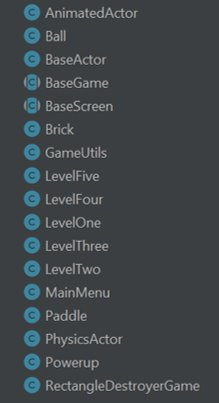 AnimatedActor
Ball
BaseActor
BaseGame
BaseScreen
Brick
GameUtils
LevelFive
LevelFour
LevelOne
LevelThree
LevelTwo
MainMenu
Paddle
PhysicsActor
Powerup
RectangleDestroyerGame